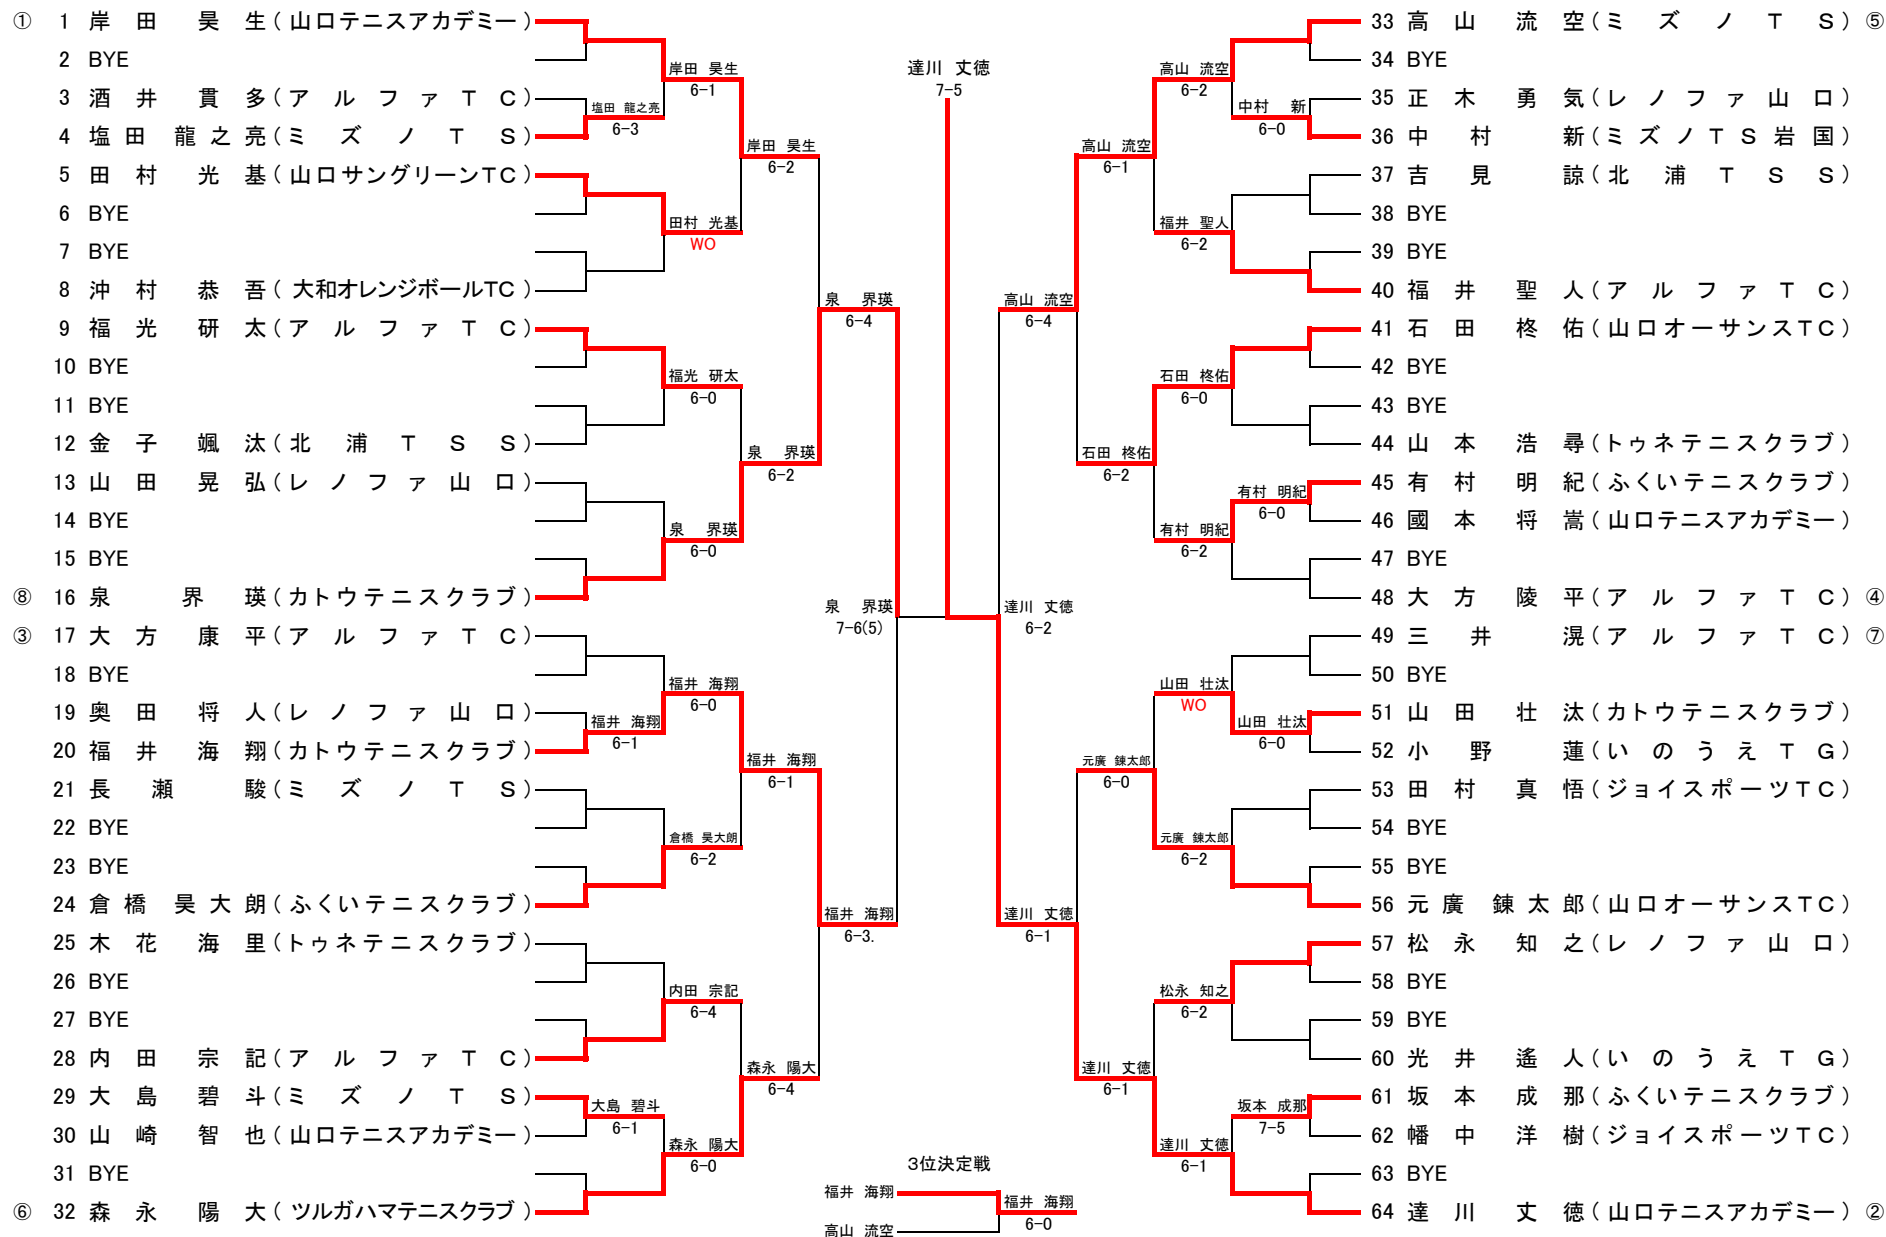 ① 1 岸田 昊生 (山口テニスアカデミー)
2 BYE
3 酒井 貫多 (アルファTC)
4 塩田 龍之亮 (ミズノTS)
5 田村 光基 (山口サングリーンTC)
6 BYE
7 BYE
8 沖村 恭吾 (大和オレンジボールTC)
9 福光 研太 (アルファTC)
10 BYE
11 BYE
12 金子 颯汰 (北浦TSS)
13 山田 晃弘 (レノファ山口)
14 BYE
15 BYE
⑧ 16 泉 界瑛 (カトウテニスクラブ)
③ 17 大方 康平 (アルファTC)
18 BYE
19 奥田 将人 (レノファ山口)
20 福井 海翔 (カトウテニスクラブ)
21 長瀬 駿 (ミズノTS)
22 BYE
23 BYE
24 倉橋 昊大朗 (ふくいテニスクラブ)
25 木花 海里 (トゥネテニスクラブ)
26 BYE
27 BYE
28 内田 宗記 (アルファTC)
29 大島 碧斗 (ミズノTS)
30 山崎 智也 (山口テニスアカデミー)
31 BYE
⑥ 32 森永 陽大 (ツルガハマテニスクラブ)
塩田 龍之亮
6-3
福井 海翔
6-1
大島 碧斗
6-1
岸田 昊生
6-1
田村 光基
WO
福光 研太
6-0
泉 界瑛
6-0
福井 海翔
6-0
倉橋 昊大朗
6-2
内田 宗記
6-4
森永 陽大
6-0
岸田 昊生
6-2
泉 界瑛
6-2
福井 海翔
6-1
森永 陽大
6-4
泉 界瑛
6-4
福井 海翔
6-3.
泉 界瑛
7-6(5)
達川 丈徳
7-5
達川 丈徳
6-2
高山 流空
6-4
達川 丈徳
6-1
高山 流空
6-1
石田 柊佑
6-2
元廣 錬太郎
6-0
達川 丈徳
6-1
高山 流空
6-2
福井 聖人
6-2
石田 柊佑
6-0
有村 明紀
6-2
山田 壮汰
WO
元廣 錬太郎
6-2
松永 知之
6-2
達川 丈徳
6-1
中村 新
6-0
有村 明紀
6-0
山田 壮汰
6-0
坂本 成那
7-5
33 高山 流空 (ミズノTS) ⑤
34 BYE
35 正木 勇気 (レノファ山口)
36 中村 新 (ミズノTS岩国)
37 吉見 諒 (北浦TSS)
38 BYE
39 BYE
40 福井 聖人 (アルファTC)
41 石田 柊佑 (山口オーサンスTC)
42 BYE
43 BYE
44 山本 浩尋 (トゥネテニスクラブ)
45 有村 明紀 (ふくいテニスクラブ)
46 國本 将嵩 (山口テニスアカデミー)
47 BYE
48 大方 陵平 (アルファTC) ④
49 三井 滉 (アルファTC) ⑦
50 BYE
51 山田 壮汰 (カトウテニスクラブ)
52 小野 蓮 (いのうえTG)
53 田村 真悟 (ジョイスポーツTC)
54 BYE
55 BYE
56 元廣 錬太郎 (山口オーサンスTC)
57 松永 知之 (レノファ山口)
58 BYE
59 BYE
60 光井 遙人 (いのうえTG)
61 坂本 成那 (ふくいテニスクラブ)
62 幡中 洋樹 (ジョイスポーツTC)
63 BYE
64 達川 丈徳 (山口テニスアカデミー) ②
3位決定戦
福井 海翔
高山 流空
福井 海翔
6-0